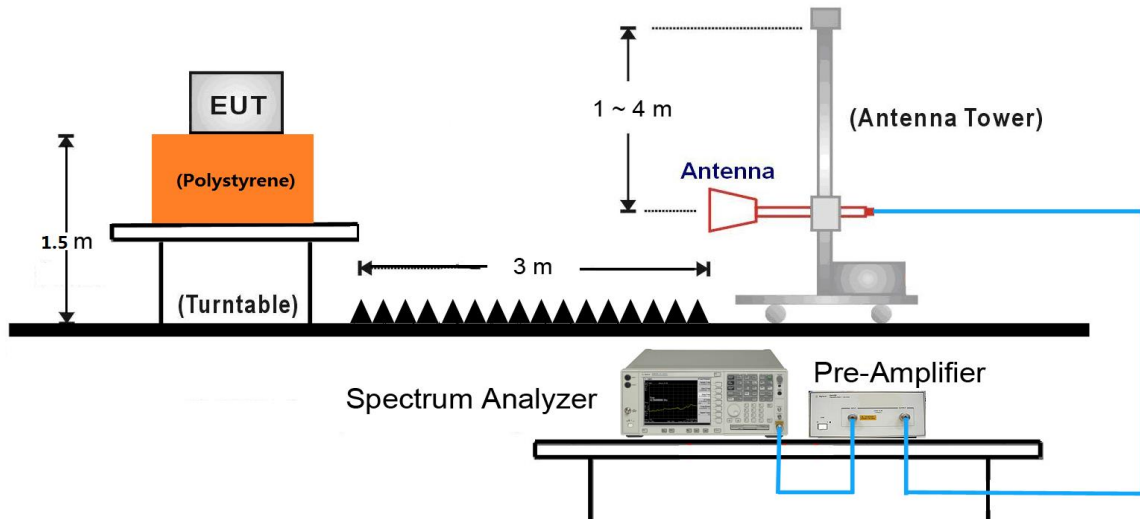 EUT
(Polystyrene)
1.5 m
(Turntable)
3 m
1 ~ 4 m
(Antenna Tower)
Antenna
Spectrum Analyzer
Pre-Amplifier